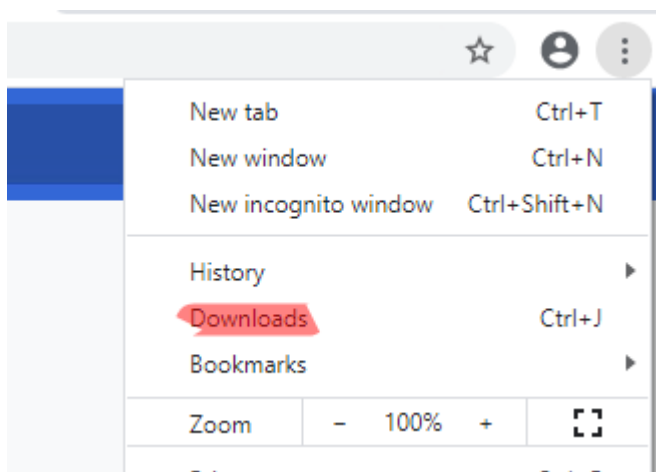 New tab Ctrl+T
New window Ctrl+N
New incognito window Ctrl+Shift+N
History
Downloads Ctrl+J
Bookmarks
Zoom - 100% +